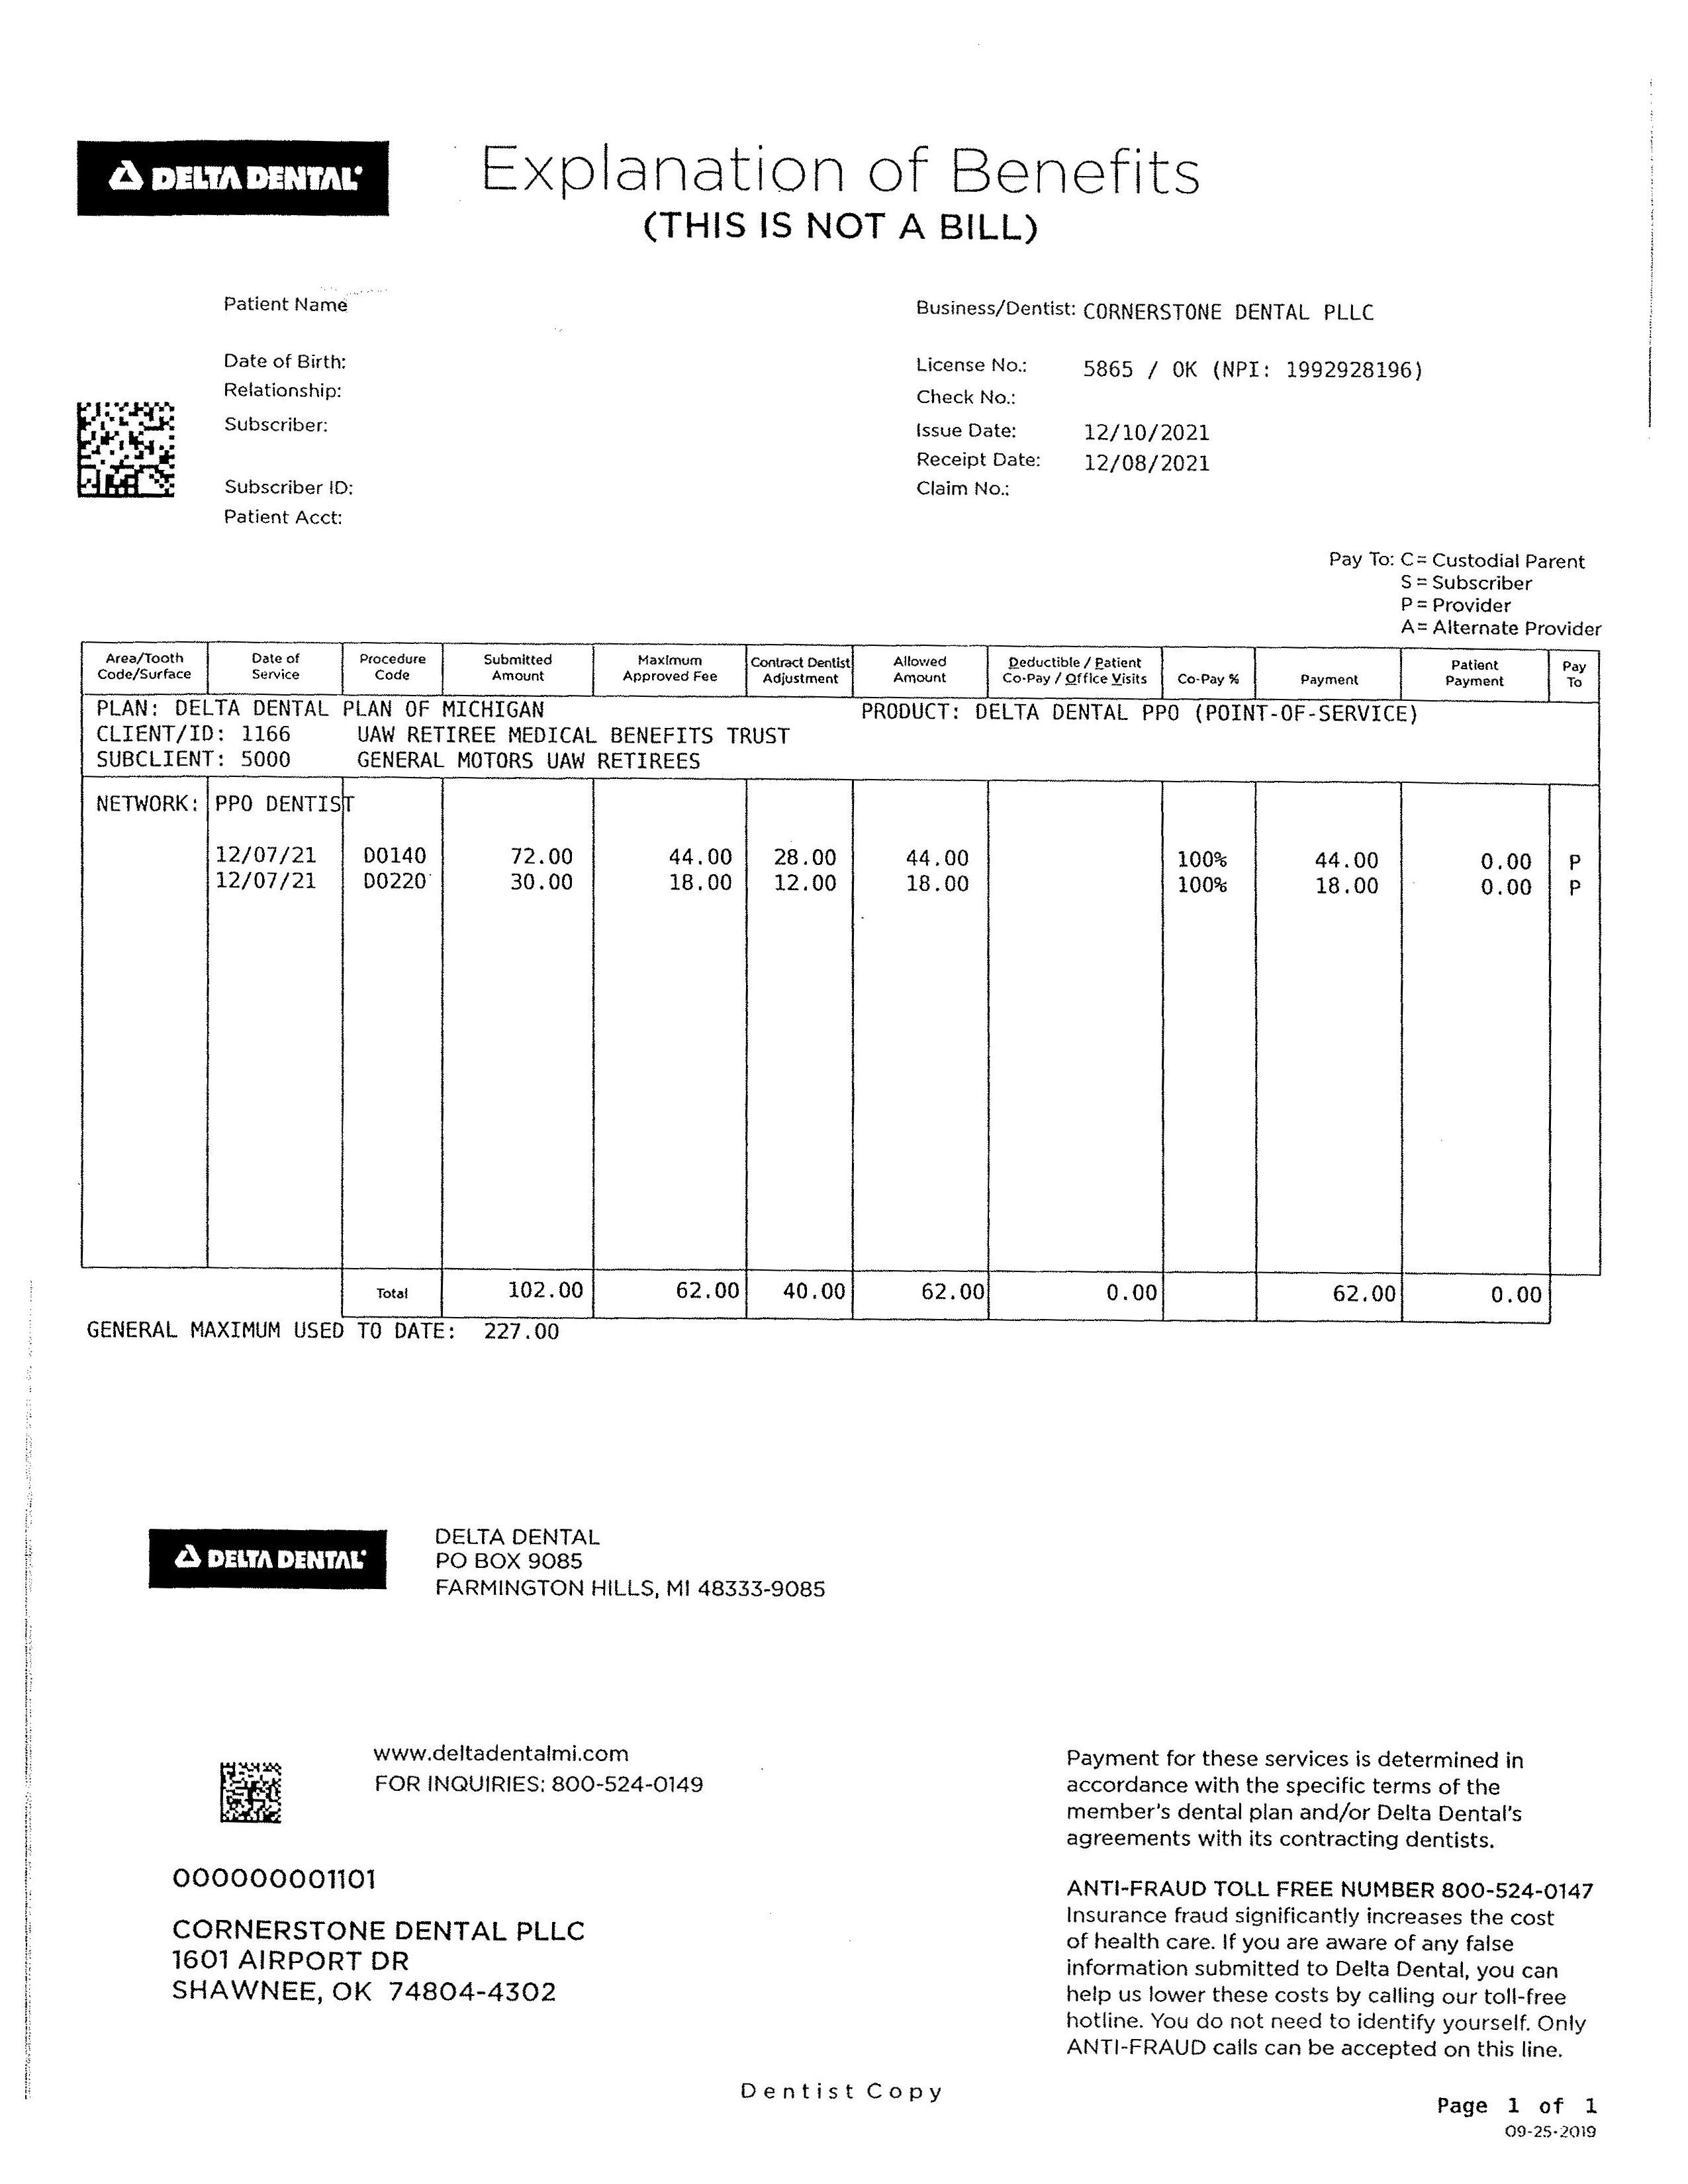 DELTA DENTAL
Explanation of Benefits
(THIS IS NOT A BILL)
Patient Name
Date of Birth:
Relationship:
Subscriber:
Subscriber ID:
Patient Acct:
Business/Dentist: CORNERSTONE DENTAL PLLC
License No.: 5865 / OK (NPI: 1992928196)
Check No.:
Issue Date: 12/10/2021
Receipt Date: 12/08/2021
Claim No.:
Pay To: C= Custodial Parent
S = Subscriber
P = Provider
A= Alternate Provider
Area/Tooth Code/Surface Date of Service Procedure Code Submitted Amount Maximum Approved Fee Contract Dentist Adjustment Allowed Amount Deductible / Patient Co-Pay / Office Visits Co-Pay % Payment Patient Payment Pay To
PLAN: DELTA DENTAL PLAN OF MICHIGAN PRODUCT: DELTA DENTAL PPO (POINT-OF-SERVICE)
CLIENT/ID: 1166 UAW RETIREE MEDICAL BENEFITS TRUST
SUBCLIENT: 5000 GENERAL MOTORS UAW RETIREES
NETWORK: PPO DENTIST
12/07/21 D0140 72.00 44.00 28.00 44.00 100% 44.00 0.00 P
12/07/21 D0220 30.00 18.00 12.00 18.00 100% 18.00 0.00 P
Total 102.00 62.00 40.00 62.00 0.00 62.00 0.00
GENERAL MAXIMUM USED TO DATE: 227.00
DELTA DENTAL
DELTA DENTAL
PO BOX 9085
FARMINGTON HILLS, MI 48333-9085
www.deltadentalmi.com
FOR INQUIRIES: 800-524-0149
000000001101
CORNERSTONE DENTAL PLLC
1601 AIRPORT DR
SHAWNEE, OK 74804-4302
Payment for these services is determined in
accordance with the specific terms of the
member's dental plan and/or Delta Dental's
agreements with its contracting dentists.
ANTI-FRAUD TOLL FREE NUMBER 800-524-0147
Insurance fraud significantly increases the cost
of health care. If you are aware of any false
information submitted to Delta Dental, you can
help us lower these costs by calling our toll-free
hotline. You do not need to identify yourself. Only
ANTI-FRAUD calls can be accepted on this line.
Dentist Copy
Page 1 of 1
09-25-2019